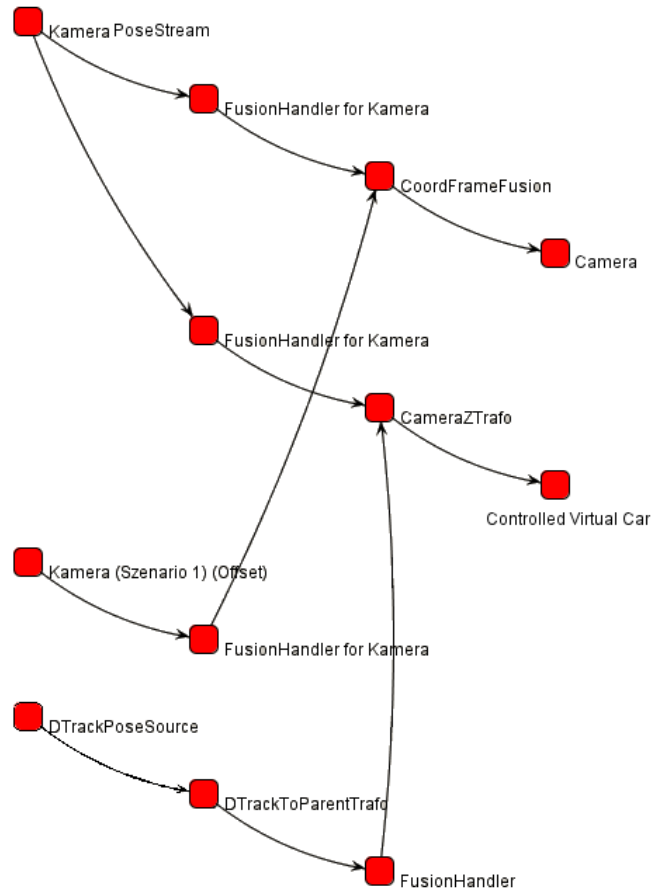 Kamera PoseStream
FusionHandler for Kamera
CoordFrameFusion
Camera
FusionHandler for Kamera
CameraZTrafo
Controlled Virtual Car
Kamera (Szenario 1) (Offset)
FusionHandler for Kamera
DTrackPoseSource
DTrackToParentTrafo
FusionHandler